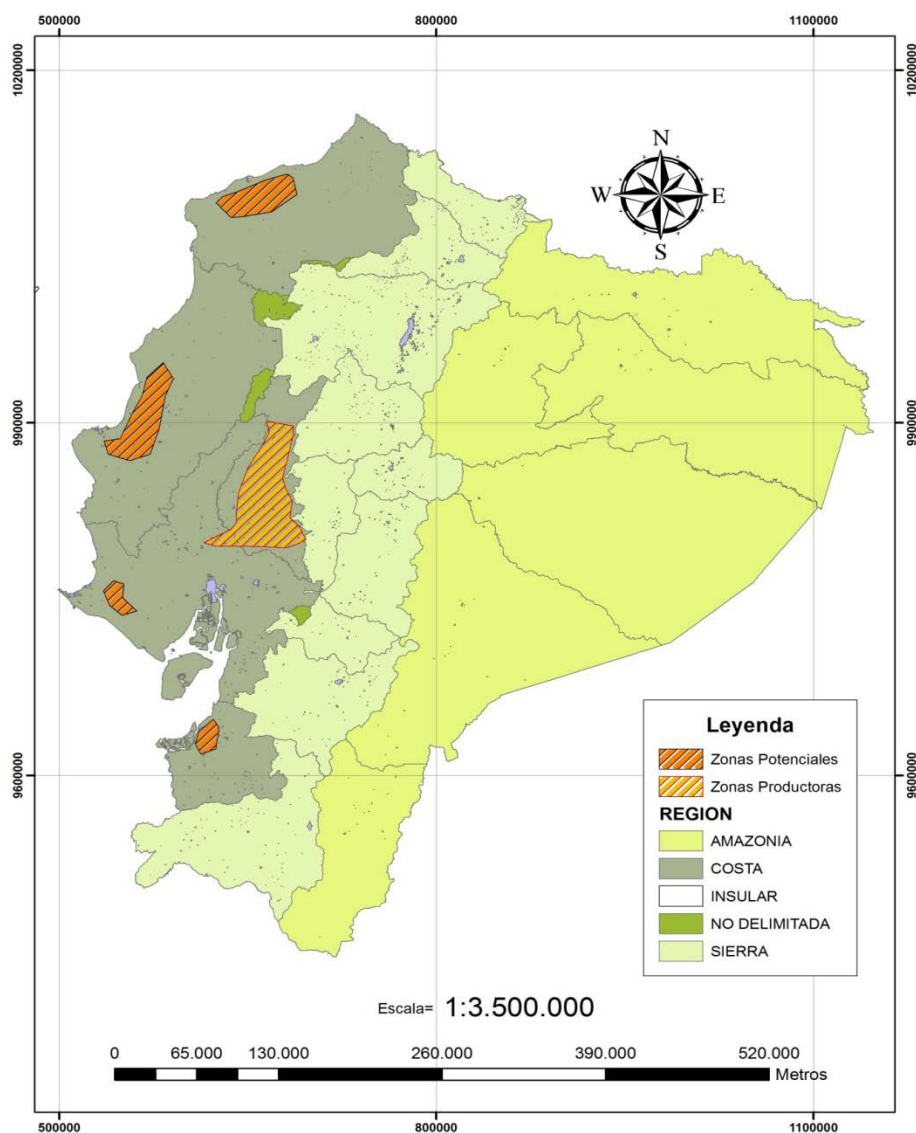 500000 800000 1100000
10200000 10200000
N
W E
S
9900000 9900000
Leyenda
Zonas Potenciales
Zonas Productoras
REGION
AMAZONIA
COSTA
INSULAR
NO DELIMITADA
SIERRA
9600000 9600000
Escala= 1:3.500.000
0 65.000 130.000 260.000 390.000 520.000
Metros
500000 800000 1100000